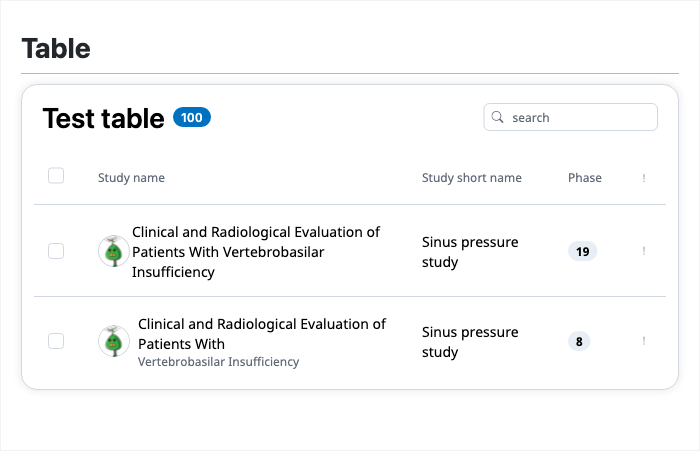 Table
Test table 100
search
Study name Study short name Phase !
Clinical and Radiological Evaluation of
Patients With Vertebrobasilar
Insufficiency
Sinus pressure
study
19 !
Clinical and Radiological Evaluation of
Patients With
Vertebrobasilar Insufficiency
Sinus pressure
study
8 !